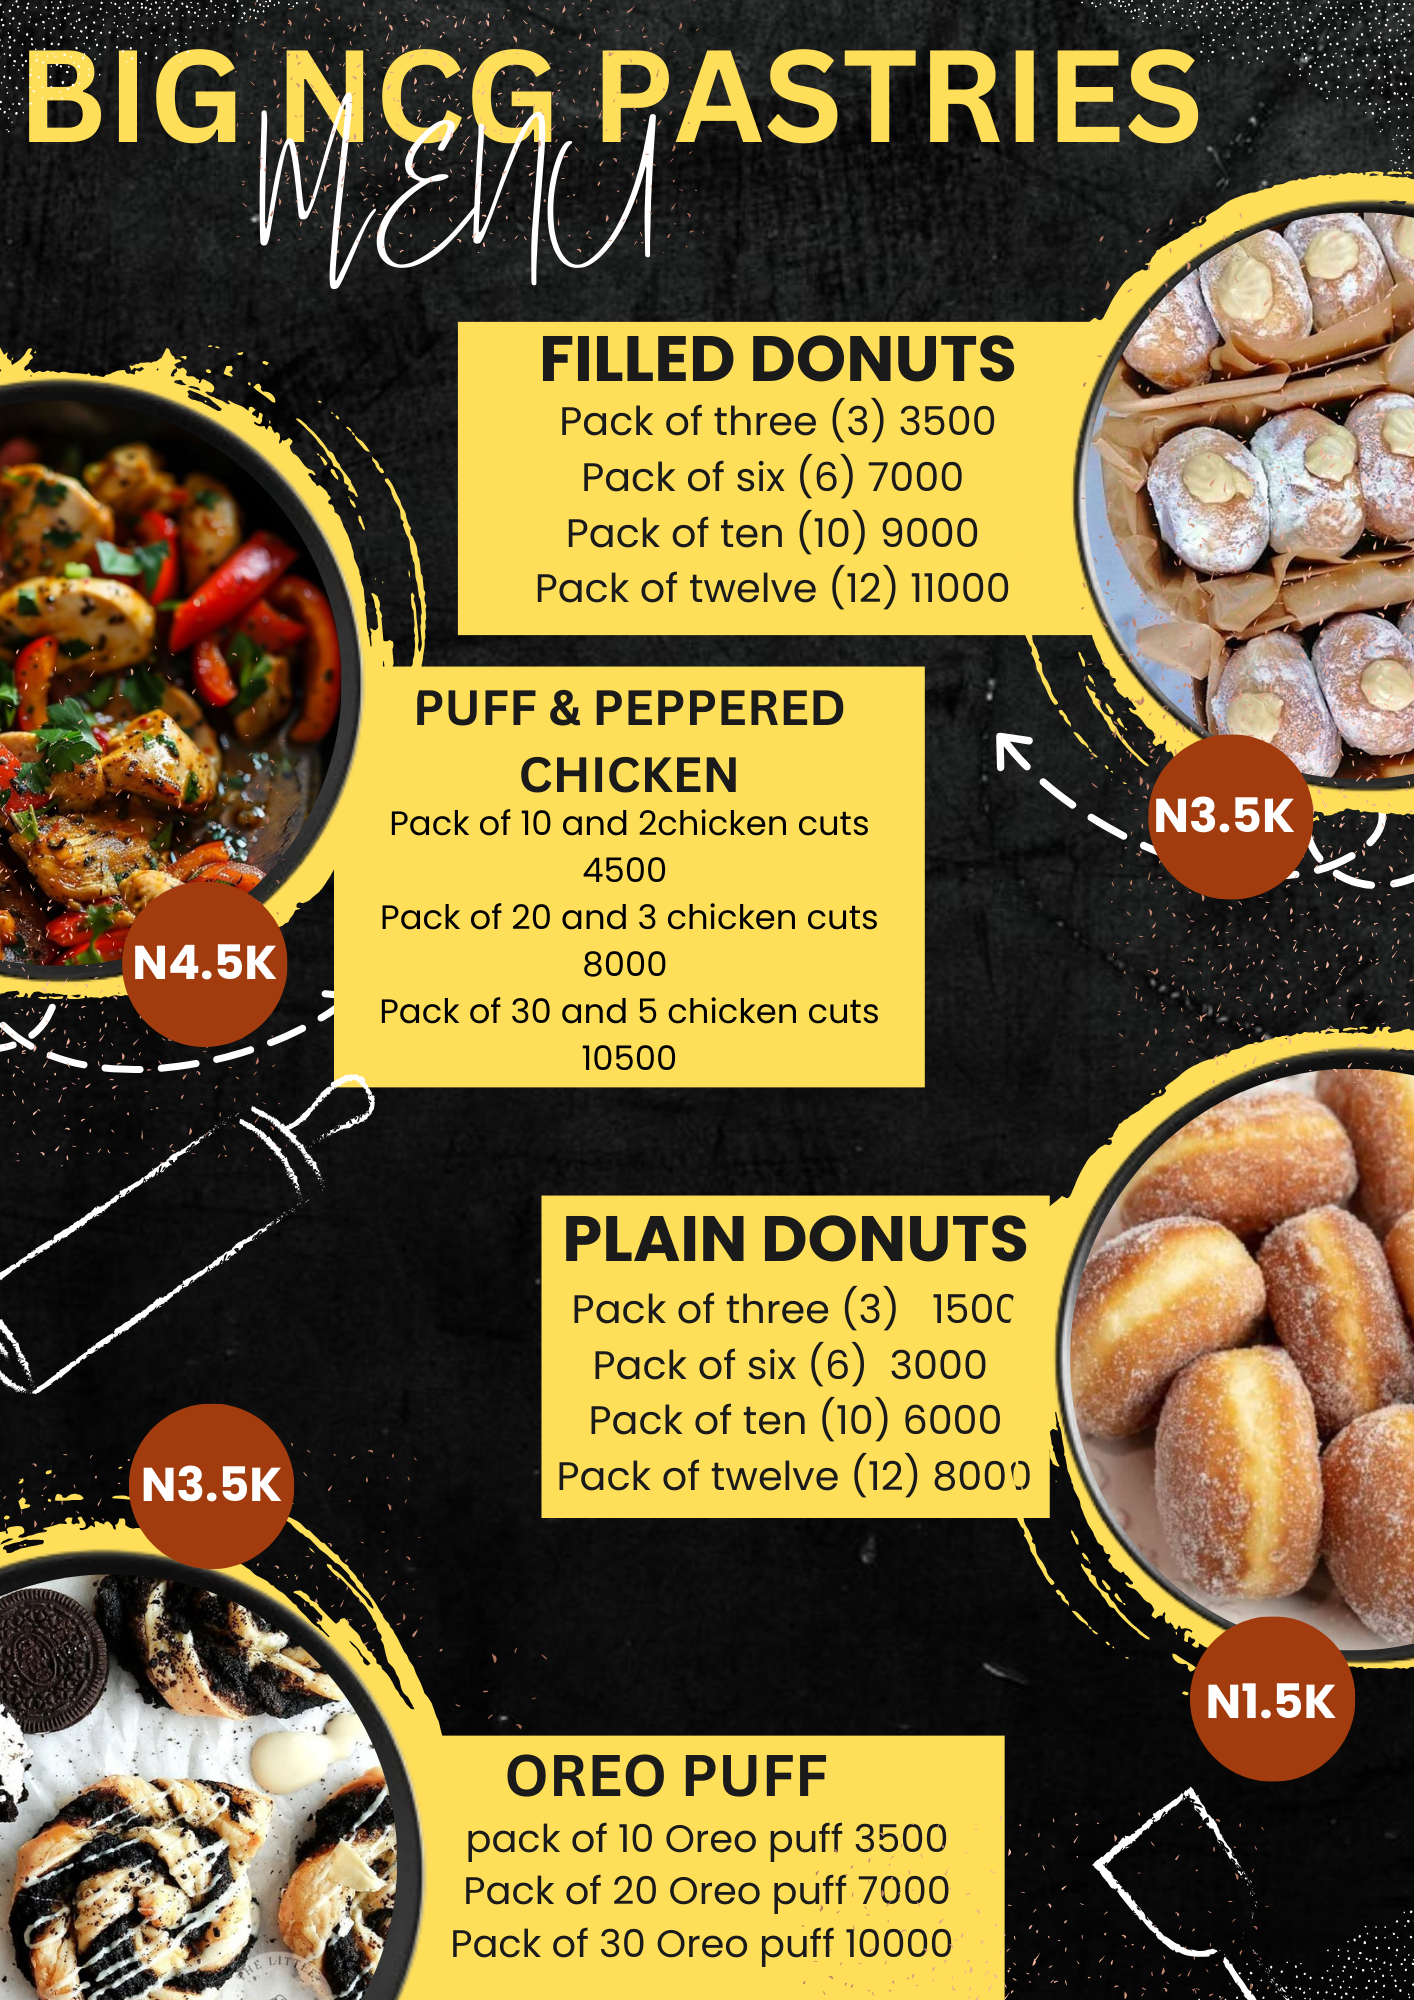 BIG NCG PASTRIES
MENU
FILLED DONUTS
Pack of three (3) 3500
Pack of six (6) 7000
Pack of ten (10) 9000
Pack of twelve (12) 11000
N3.5K
PUFF & PEPPERED
CHICKEN
Pack of 10 and 2chicken cuts
4500
Pack of 20 and 3 chicken cuts
8000
Pack of 30 and 5 chicken cuts
10500
N4.5K
PLAIN DONUTS
Pack of three (3) 1500
Pack of six (6) 3000
Pack of ten (10) 6000
Pack of twelve (12) 8000
N1.5K
N3.5K
OREO PUFF
pack of 10 Oreo puff 3500
Pack of 20 Oreo puff 7000
Pack of 30 Oreo puff 10000